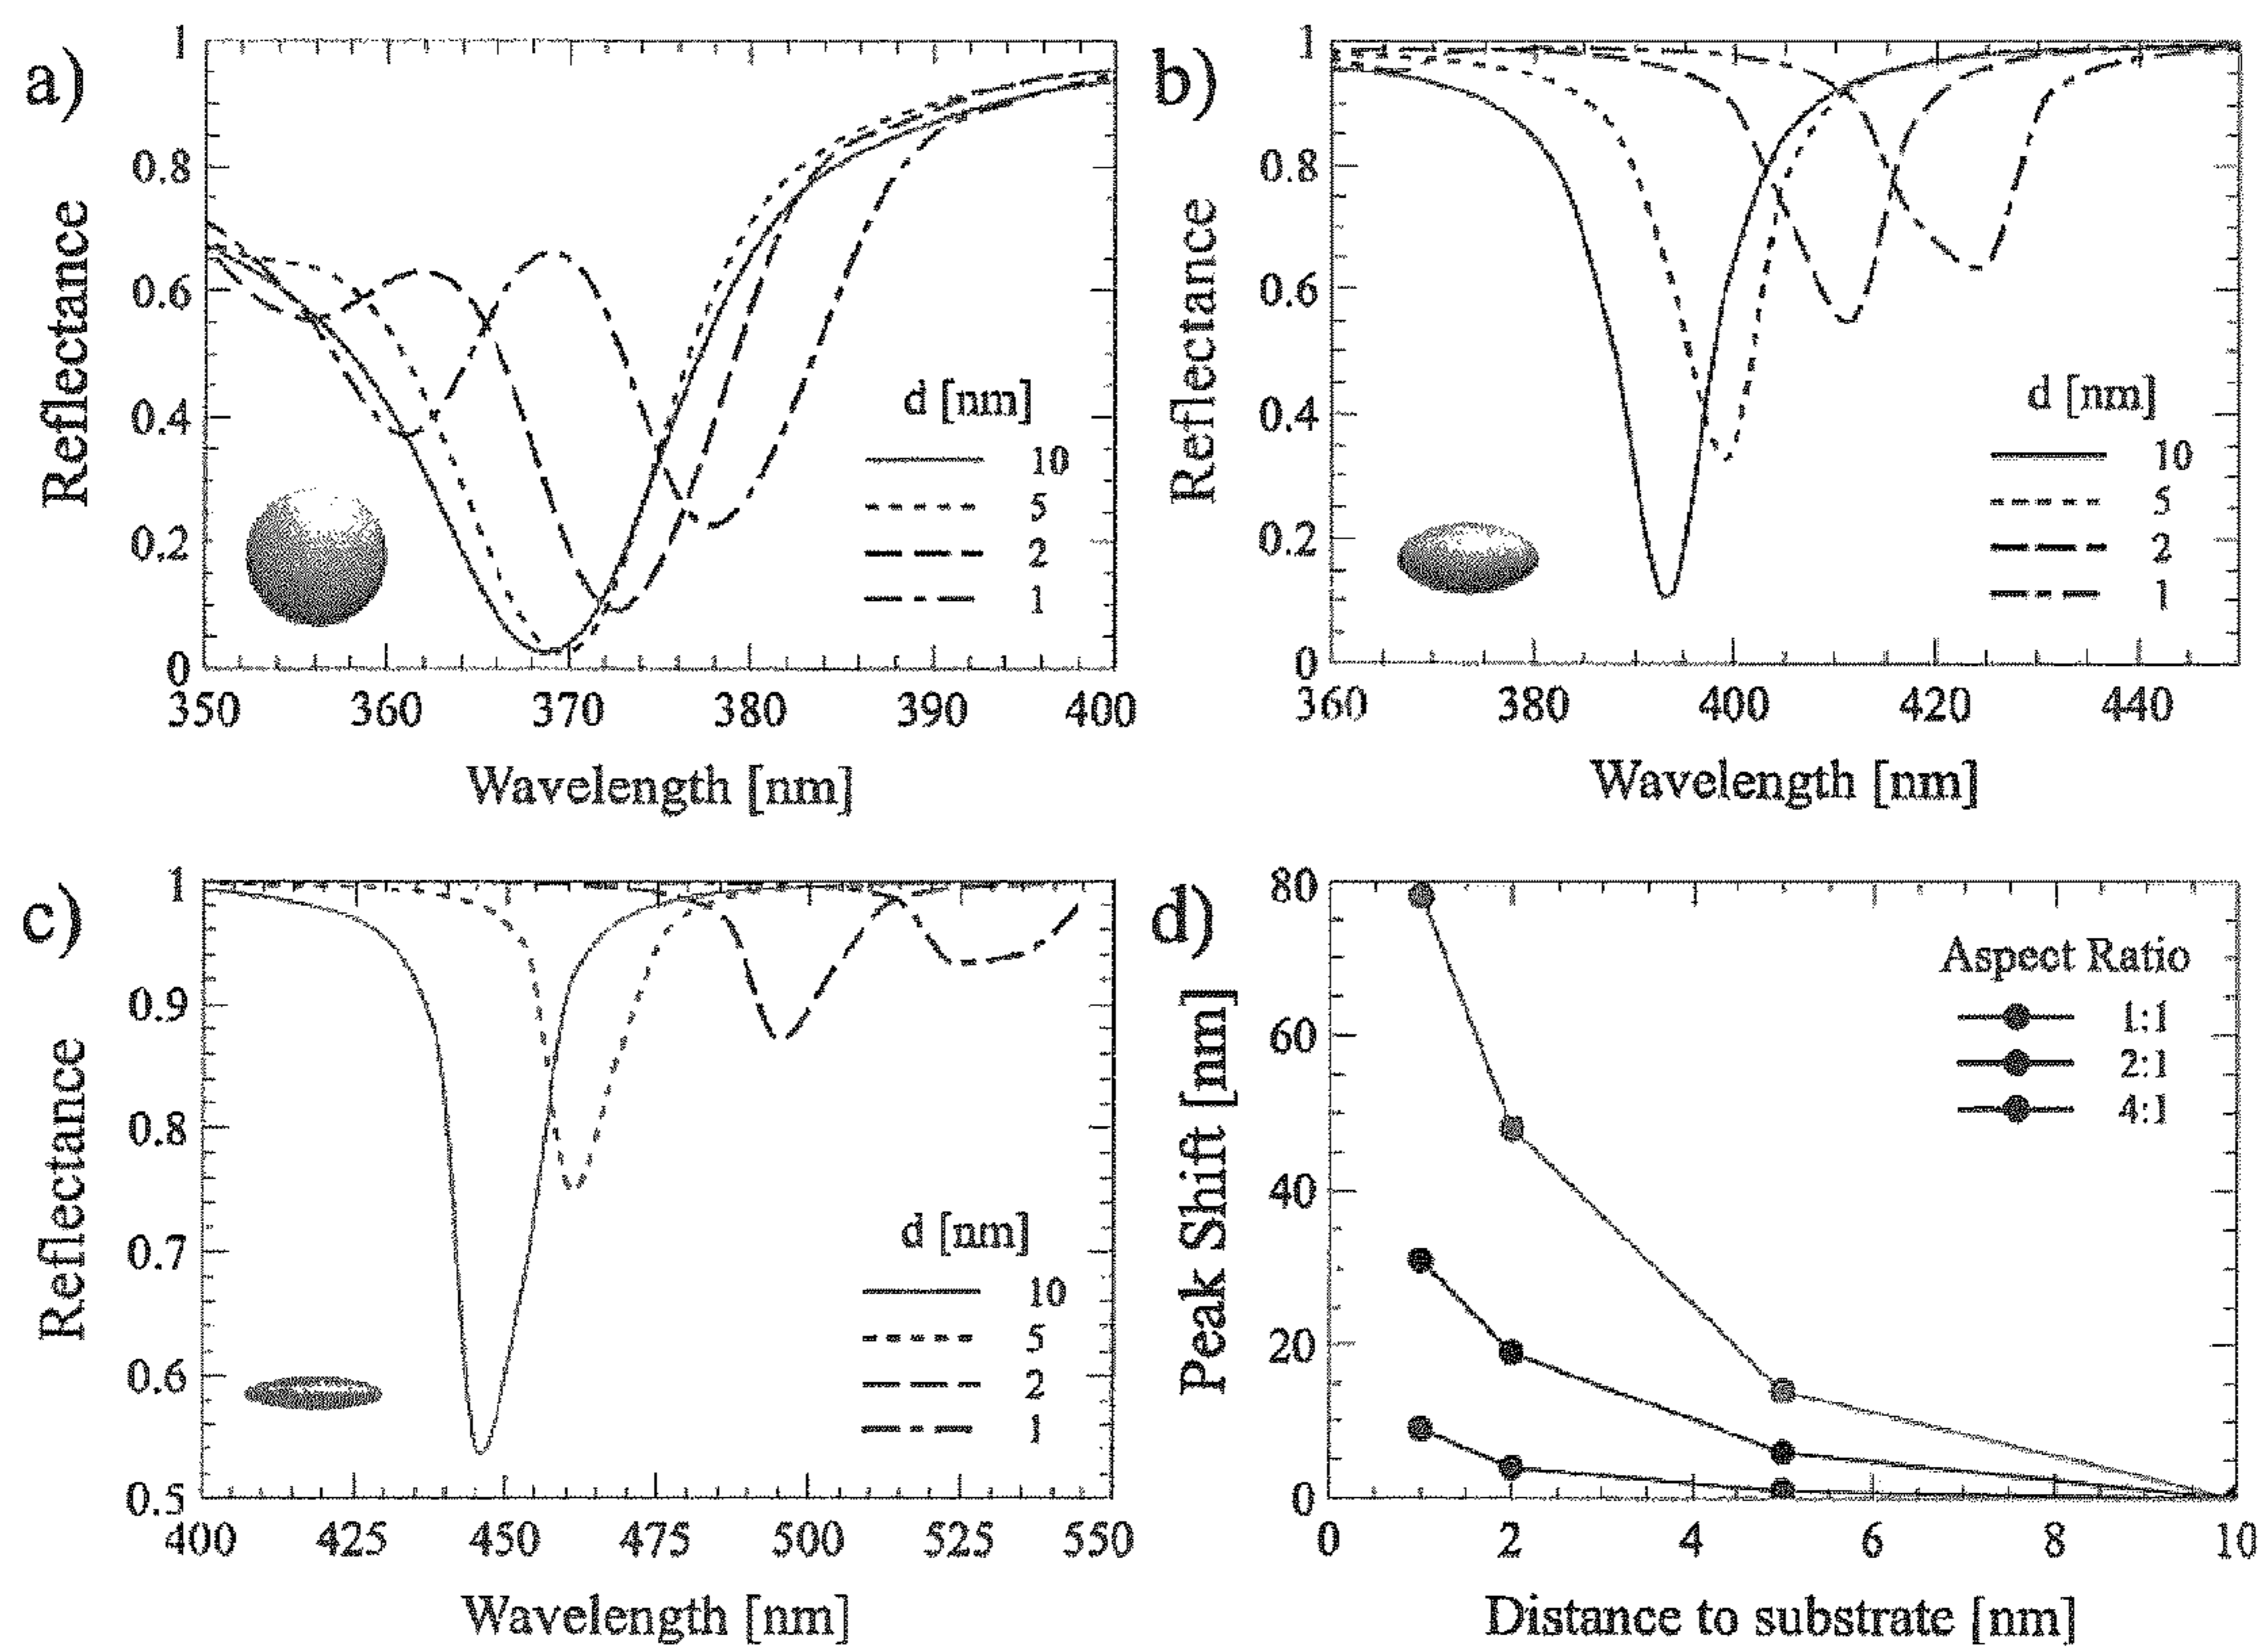 a)
1
0.8
0.6
0.4
0.2
0
Reflectance
d [nm]
10
5
2
1
350 360 370 380 390 400
Wavelength [nm]
b)
1
0.8
0.6
0.4
0.2
0
Reflectance
d [nm]
10
5
2
1
360 380 400 420 440
Wavelength [nm]
c)
1
0.9
0.8
0.7
0.6
0.5
Reflectance
d [nm]
10
5
2
1
400 425 450 475 500 525 550
Wavelength [nm]
d)
80
60
40
20
0
Peak Shift [nm]
Aspect Ratio
1:1
2:1
4:1
0 2 4 6 8 10
Distance to substrate [nm]